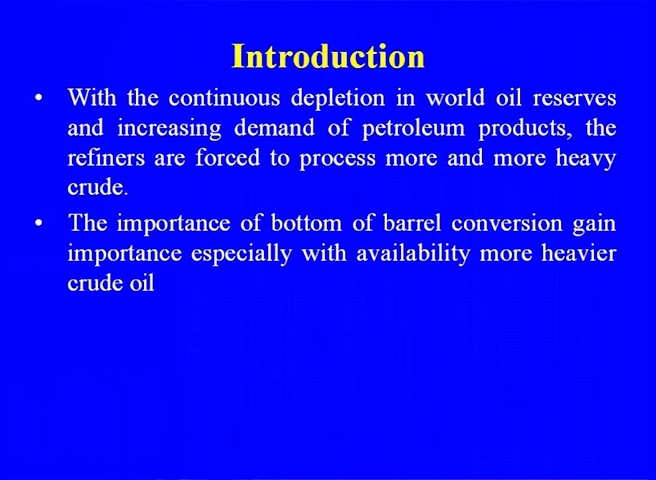 Introduction
• With the continuous depletion in world oil reserves
and increasing demand of petroleum products, the
refiners are forced to process more and more heavy
crude.
• The importance of bottom of barrel conversion gain
importance especially with availability more heavier
crude oil